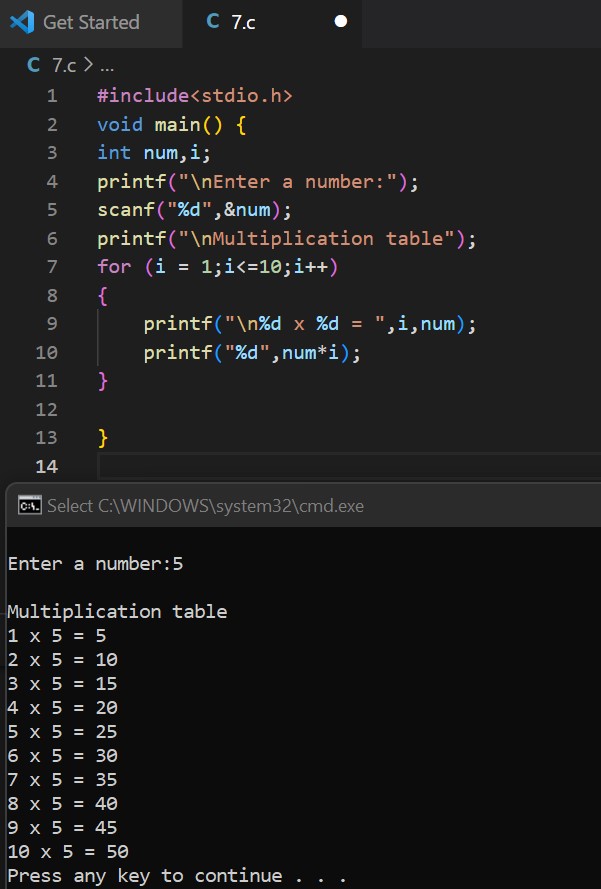 Get Started
C 7.c
C 7.c > ...
1 #include<stdio.h>
2 void main() {
3 int num,i;
4 printf("\nEnter a number:");
5 scanf("%d",&num);
6 printf("\nMultiplication table");
7 for (i = 1;i<=10;i++)
8 {
9     printf("\n%d x %d = ",i,num);
10     printf("%d",num*i);
11 }
12
13 }
14
C:\. Select C:\WINDOWS\system32\cmd.exe
Enter a number:5
Multiplication table
1 x 5 = 5
2 x 5 = 10
3 x 5 = 15
4 x 5 = 20
5 x 5 = 25
6 x 5 = 30
7 x 5 = 35
8 x 5 = 40
9 x 5 = 45
10 x 5 = 50
Press any key to continue . . .